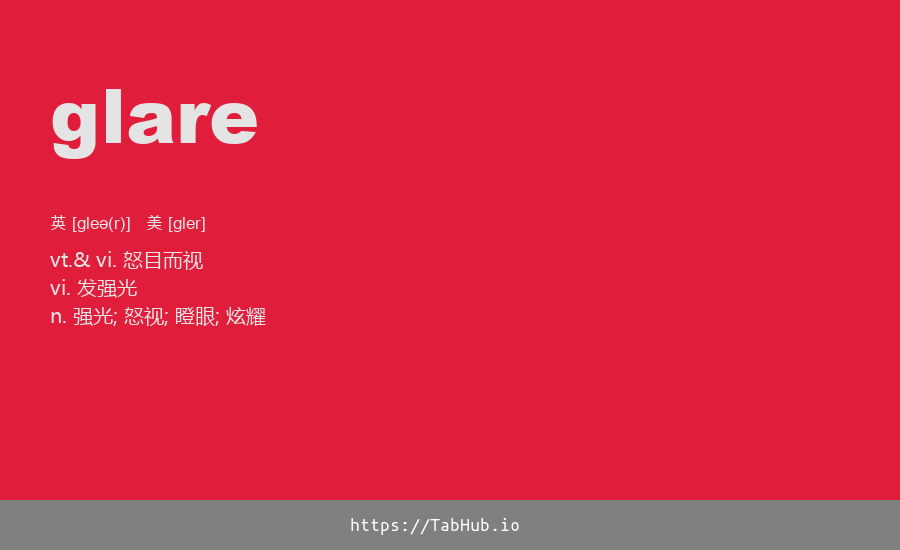 glare
英 [gleə(r)] 美 [gler]
vt.& vi. 怒目而视
vi. 发强光
n. 强光; 怒视; 瞪眼; 炫耀
https://TabHub.io